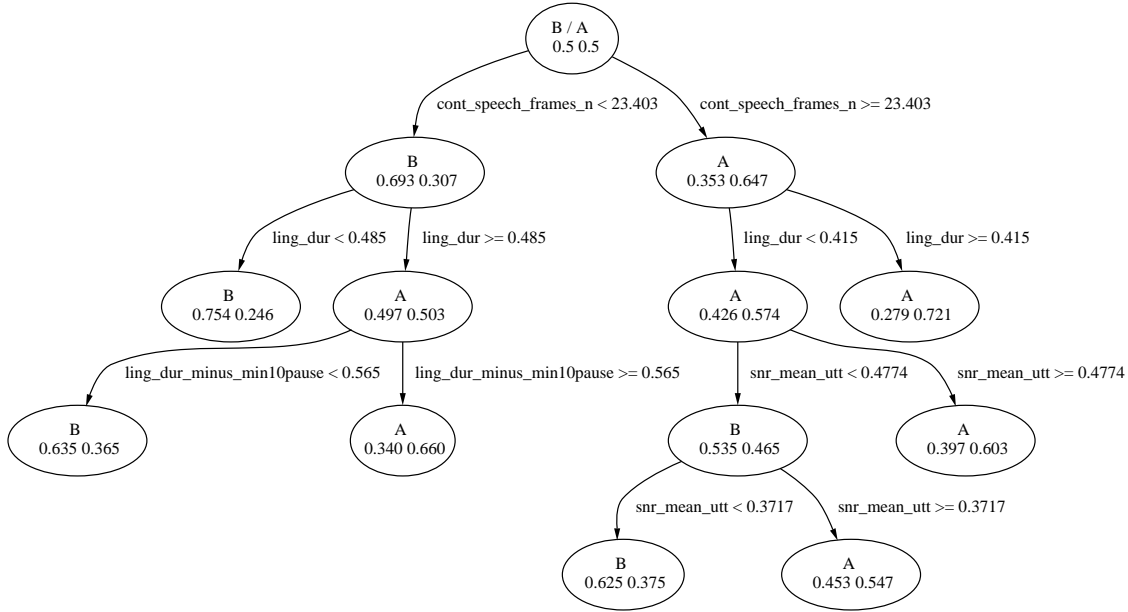 B / A
0.5 0.5
cont_speech_frames_n < 23.403
cont_speech_frames_n >= 23.403
B
0.693 0.307
A
0.353 0.647
ling_dur < 0.485
ling_dur >= 0.485
ling_dur < 0.415
ling_dur >= 0.415
B
0.754 0.246
A
0.497 0.503
A
0.426 0.574
A
0.279 0.721
ling_dur_minus_min10pause < 0.565
ling_dur_minus_min10pause >= 0.565
snr_mean_utt < 0.4774
snr_mean_utt >= 0.4774
B
0.635 0.365
A
0.340 0.660
B
0.535 0.465
A
0.397 0.603
snr_mean_utt < 0.3717
snr_mean_utt >= 0.3717
B
0.625 0.375
A
0.453 0.547